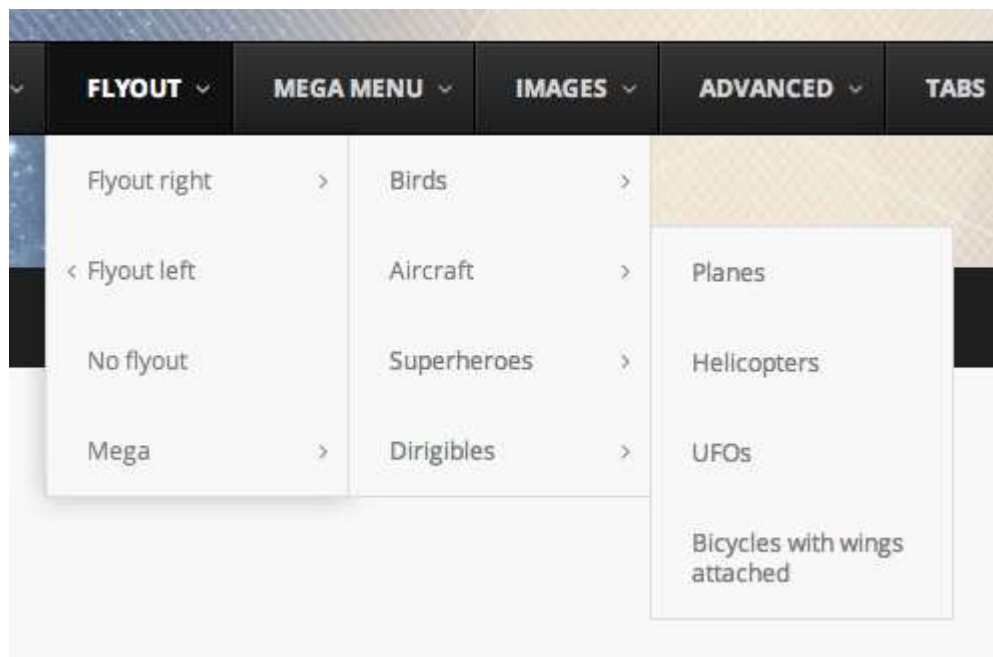 FLYOUT MEGA MENU IMAGES ADVANCED TABS
Flyout right
Flyout left
No flyout
Mega
Birds
Aircraft
Superheroes
Dirigibles
Planes
Helicopters
UFOs
Bicycles with wings
attached